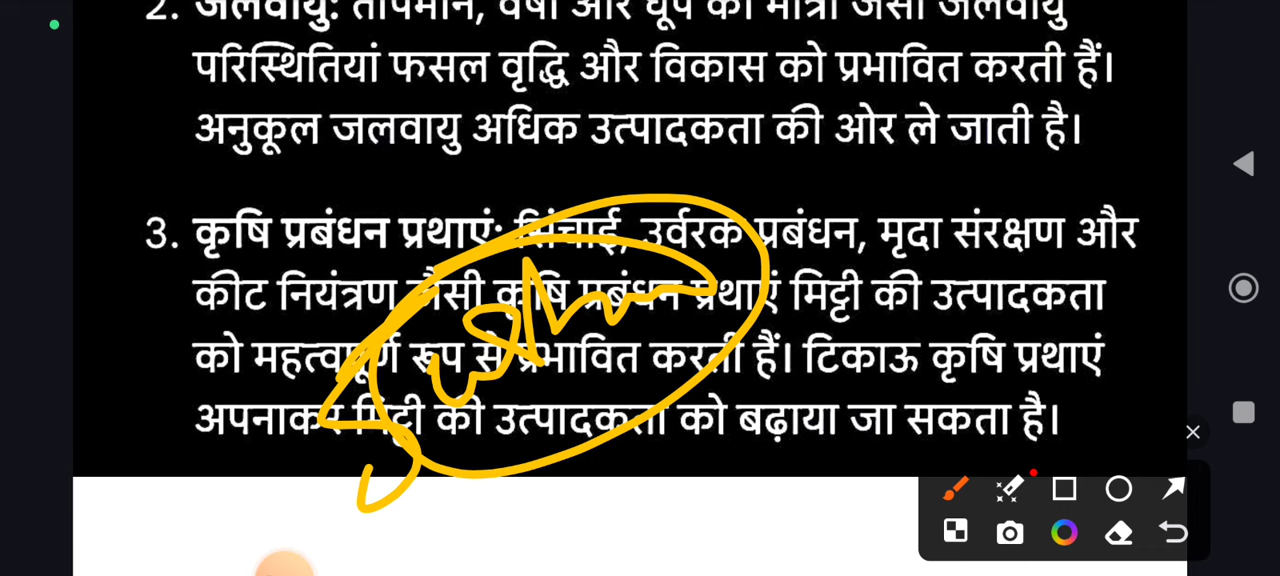 2. जलवायु: तापमान, वर्षा और धूप की मात्रा जैसी जलवायु
परिस्थितियां फसल वृद्धि और विकास को प्रभावित करती हैं।
अनुकूल जलवायु अधिक उत्पादकता की ओर ले जाती है।
3. कृषि प्रबंधन प्रथाएं: सिंचाई, उर्वरक प्रबंधन, मृदा संरक्षण और
कीट नियंत्रण जैसी कृषि प्रबंधन प्रथाएं मिट्टी की उत्पादकता
को महत्वपूर्ण रूप से प्रभावित करती हैं। टिकाऊ कृषि प्रथाएं
अपनाकर मिट्टी की उत्पादकता को बढ़ाया जा सकता है।